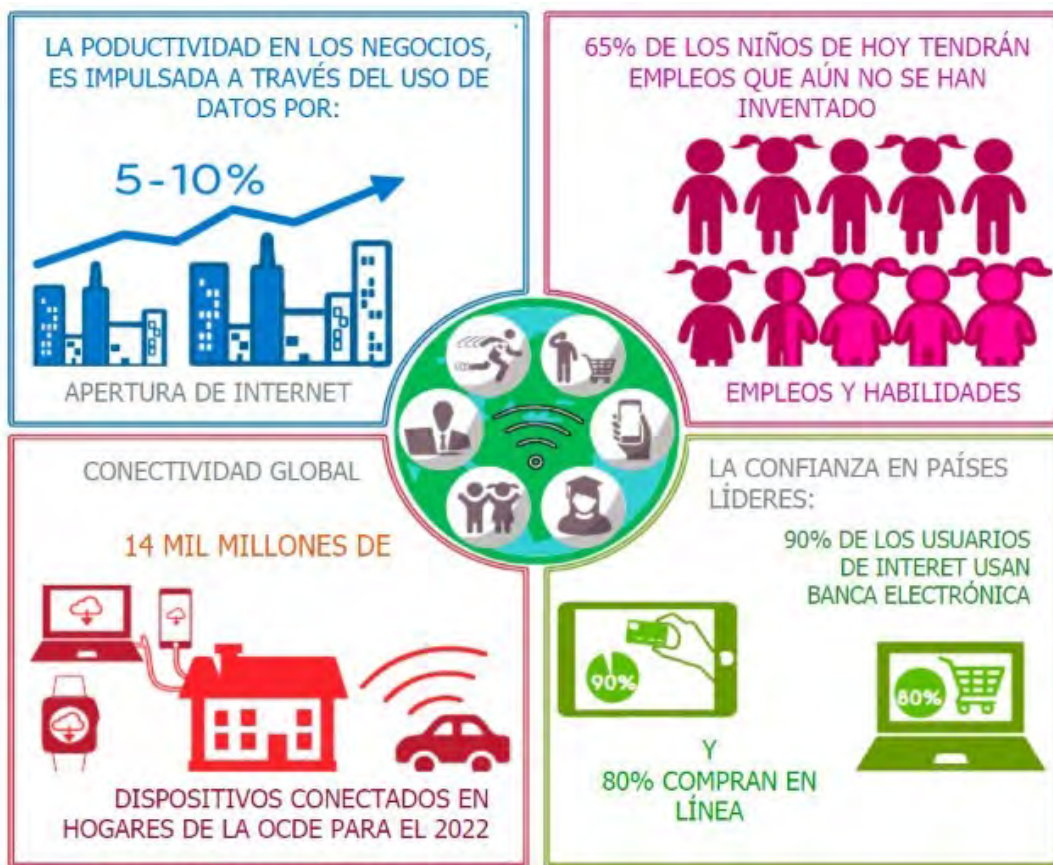 LA PODUCTIVIDAD EN LOS NEGOCIOS,
ES IMPULSADA A TRAVÉS DEL USO DE
DATOS POR:
5-10%
APERTURA DE INTERNET
65% DE LOS NIÑOS DE HOY TENDRÁN
EMPLEOS QUE AÚN NO SE HAN
INVENTADO
EMPLEOS Y HABILIDADES
CONECTIVIDAD GLOBAL
14 MIL MILLONES DE
DISPOSITIVOS CONECTADOS EN
HOGARES DE LA OCDE PARA EL 2022
LA CONFIANZA EN PAÍSES
LÍDERES:
90% DE LOS USUARIOS
DE INTERET USAN
BANCA ELECTRÓNICA
90%
80%
Y
80% COMPRAN EN
LÍNEA